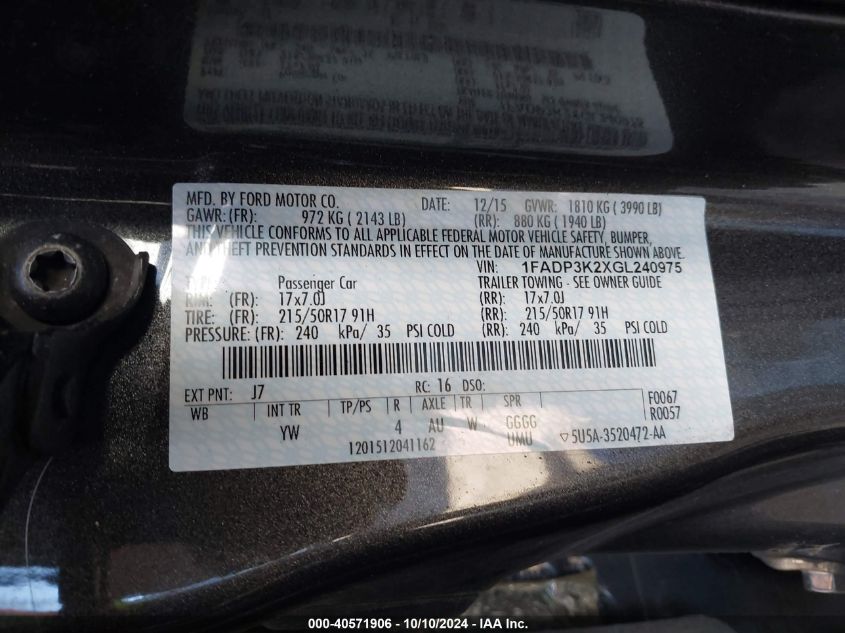 MFD. BY FORD MOTOR CO. DATE: 12/15 GVWR: 1810 KG ( 3990 LB)
GAWR: (FR): 972 KG ( 2143 LB) (RR): 880 KG ( 1940 LB)
THIS VEHICLE CONFORMS TO ALL APPLICABLE FEDERAL MOTOR VEHICLE SAFETY, BUMPER,
AND THEFT PREVENTION STANDARDS IN EFFECT ON THE DATE OF MANUFACTURE SHOWN ABOVE.
VIN: 1FADP3K2XGL240975
TYPE: Passenger Car TRAILER TOWING - SEE OWNER GUIDE
RIM: (FR): 17x7.0J (RR): 17x7.0J
TIRE: (FR): 215/50R17 91H (RR): 215/50R17 91H
PRESSURE: (FR): 240 kPa/ 35 PSI COLD (RR): 240 kPa/ 35 PSI COLD
EXT PNT: J7 RC: 16 DSO:
WB INT TR TP/PS R AXLE TR SPR F0067
YW 4 AU W GGGG R0057
1201512041162 UMU ▽5U5A-3520472-AA
000-40571906 - 10/10/2024 - IAA Inc.